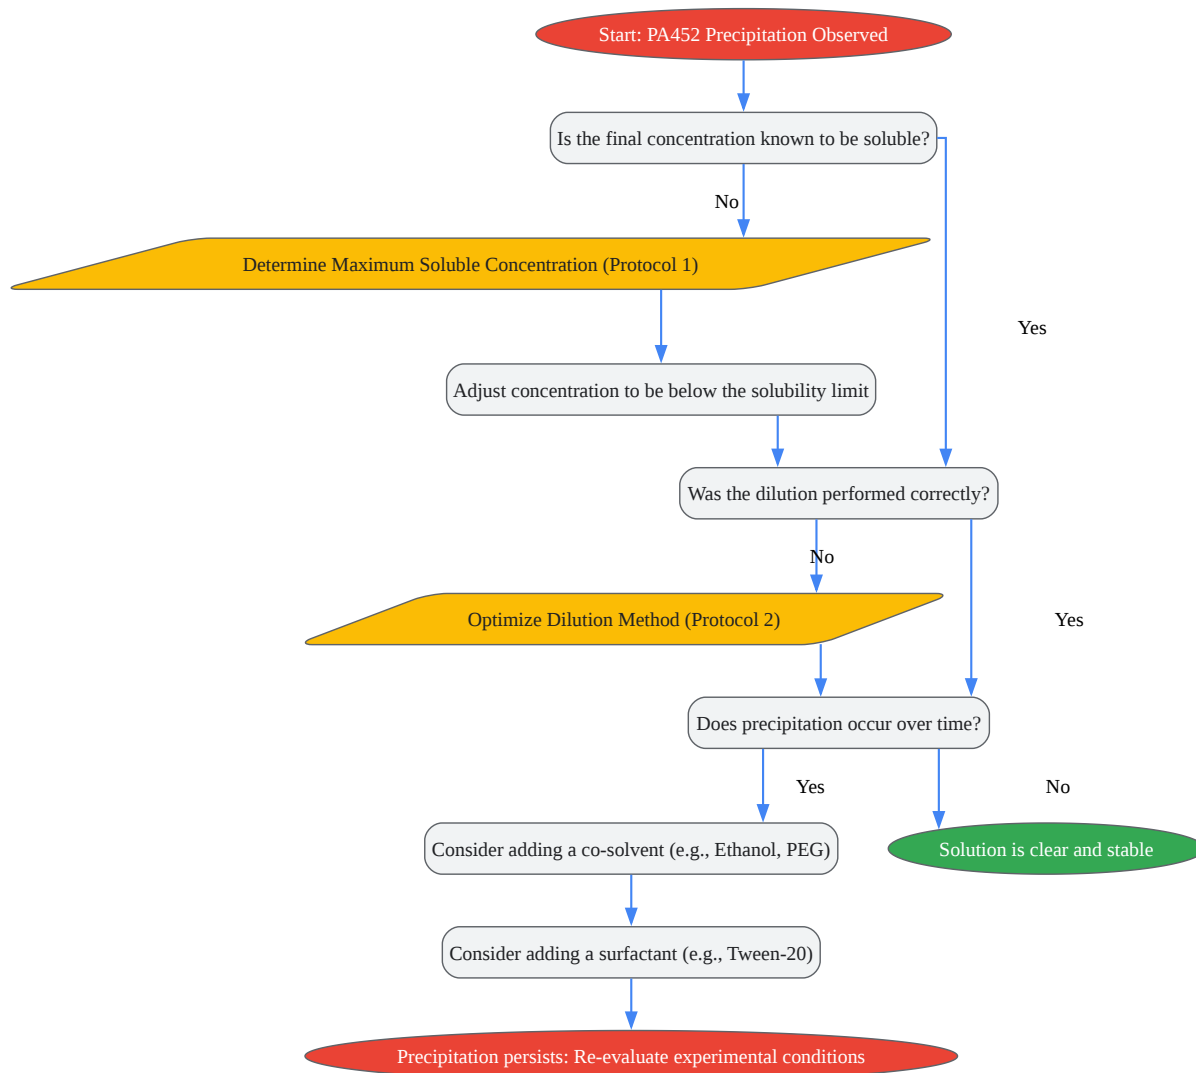 Start: PA452 Precipitation Observed
Is the final concentration known to be soluble?
No
Determine Maximum Soluble Concentration (Protocol 1)
Yes
Adjust concentration to be below the solubility limit
Was the dilution performed correctly?
No
Optimize Dilution Method (Protocol 2)
Yes
Does precipitation occur over time?
Yes
No
Consider adding a co-solvent (e.g., Ethanol, PEG)
Solution is clear and stable
Consider adding a surfactant (e.g., Tween-20)
Precipitation persists: Re-evaluate experimental conditions